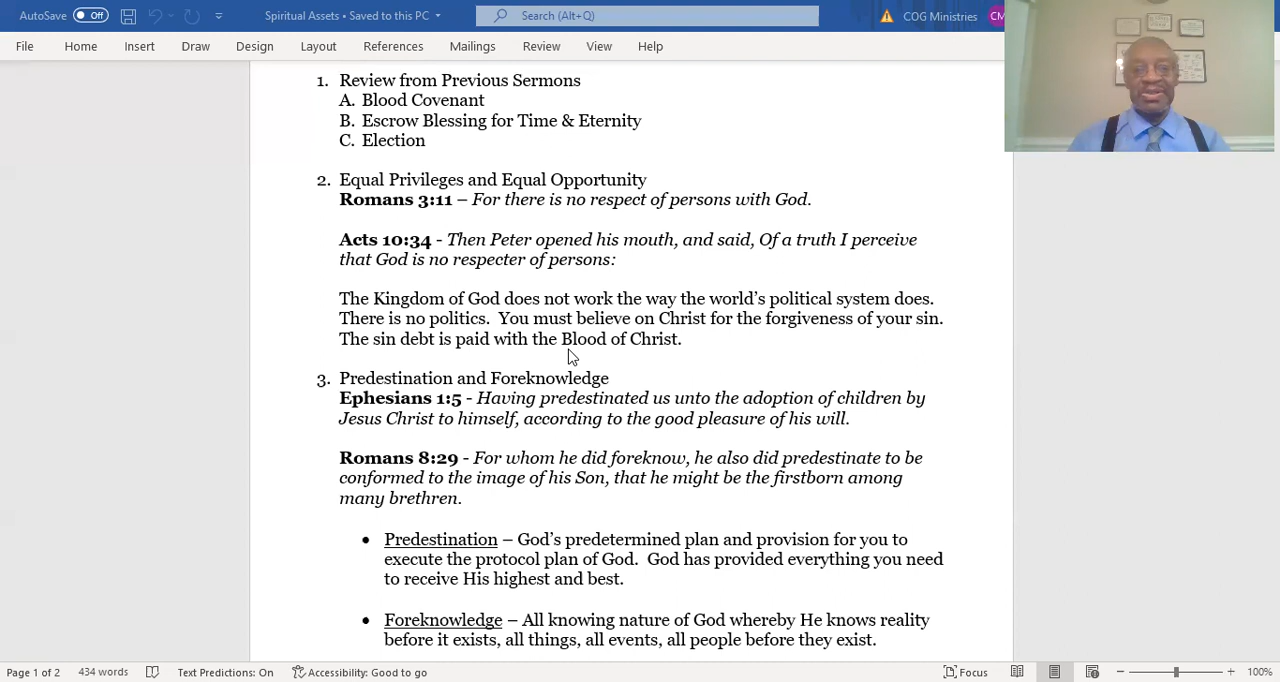 AutoSave Off Spiritual Assets • Saved to this PC Search (Alt+Q) COG Ministries CM
File Home Insert Draw Design Layout References Mailings Review View Help
1. Review from Previous Sermons
A. Blood Covenant
B. Escrow Blessing for Time & Eternity
C. Election
2. Equal Privileges and Equal Opportunity
Romans 3:11 – For there is no respect of persons with God.
Acts 10:34 - Then Peter opened his mouth, and said, Of a truth I perceive
that God is no respecter of persons:
The Kingdom of God does not work the way the world's political system does.
There is no politics. You must believe on Christ for the forgiveness of your sin.
The sin debt is paid with the Blood of Christ.
3. Predestination and Foreknowledge
Ephesians 1:5 - Having predestinated us unto the adoption of children by
Jesus Christ to himself, according to the good pleasure of his will.
Romans 8:29 - For whom he did foreknow, he also did predestinate to be
conformed to the image of his Son, that he might be the firstborn among
many brethren.
• Predestination – God's predetermined plan and provision for you to
execute the protocol plan of God. God has provided everything you need
to receive His highest and best.
• Foreknowledge – All knowing nature of God whereby He knows reality
before it exists, all things, all events, all people before they exist.
Page 1 of 2 434 words Text Predictions: On Accessibility: Good to go Focus 100%